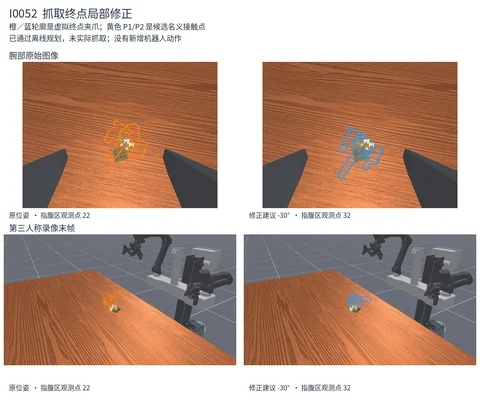 I0052 抓取终点局部修正
橙／蓝轮廓是虚拟终点夹爪；黄色 P1/P2 是候选名义接触点
已通过离线规划，未实际抓取；没有新增机器人动作
腕部原始图像
原位姿 · 指腹区观测点 22
修正建议 -30° · 指腹区观测点 32
第三人称录像末帧
原位姿 · 指腹区观测点 22
修正建议 -30° · 指腹区观测点 32